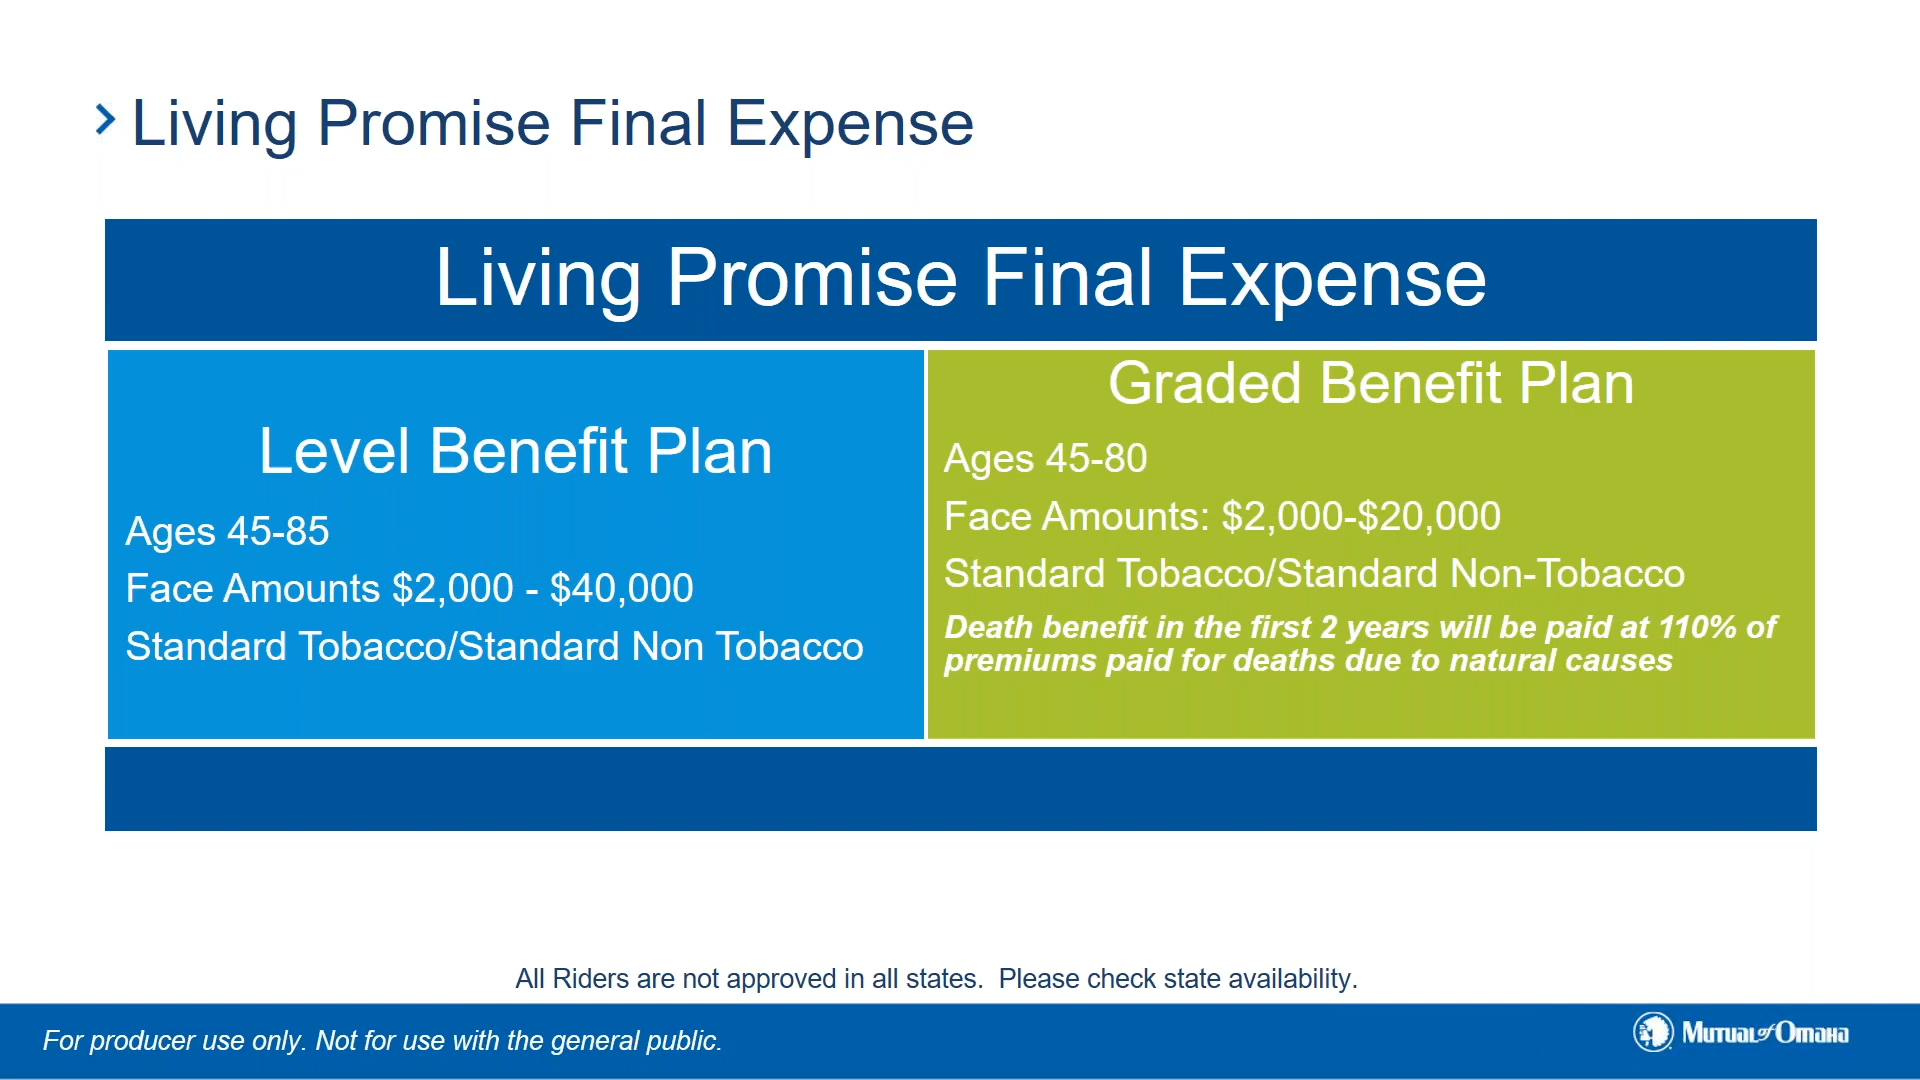 Living Promise Final Expense
Living Promise Final Expense
Level Benefit Plan
Ages 45-85
Face Amounts $2,000 - $40,000
Standard Tobacco/Standard Non Tobacco
Graded Benefit Plan
Ages 45-80
Face Amounts: $2,000-$20,000
Standard Tobacco/Standard Non-Tobacco
Death benefit in the first 2 years will be paid at 110% of
premiums paid for deaths due to natural causes
All Riders are not approved in all states.  Please check state availability.
For producer use only. Not for use with the general public.
Mutual of Omaha